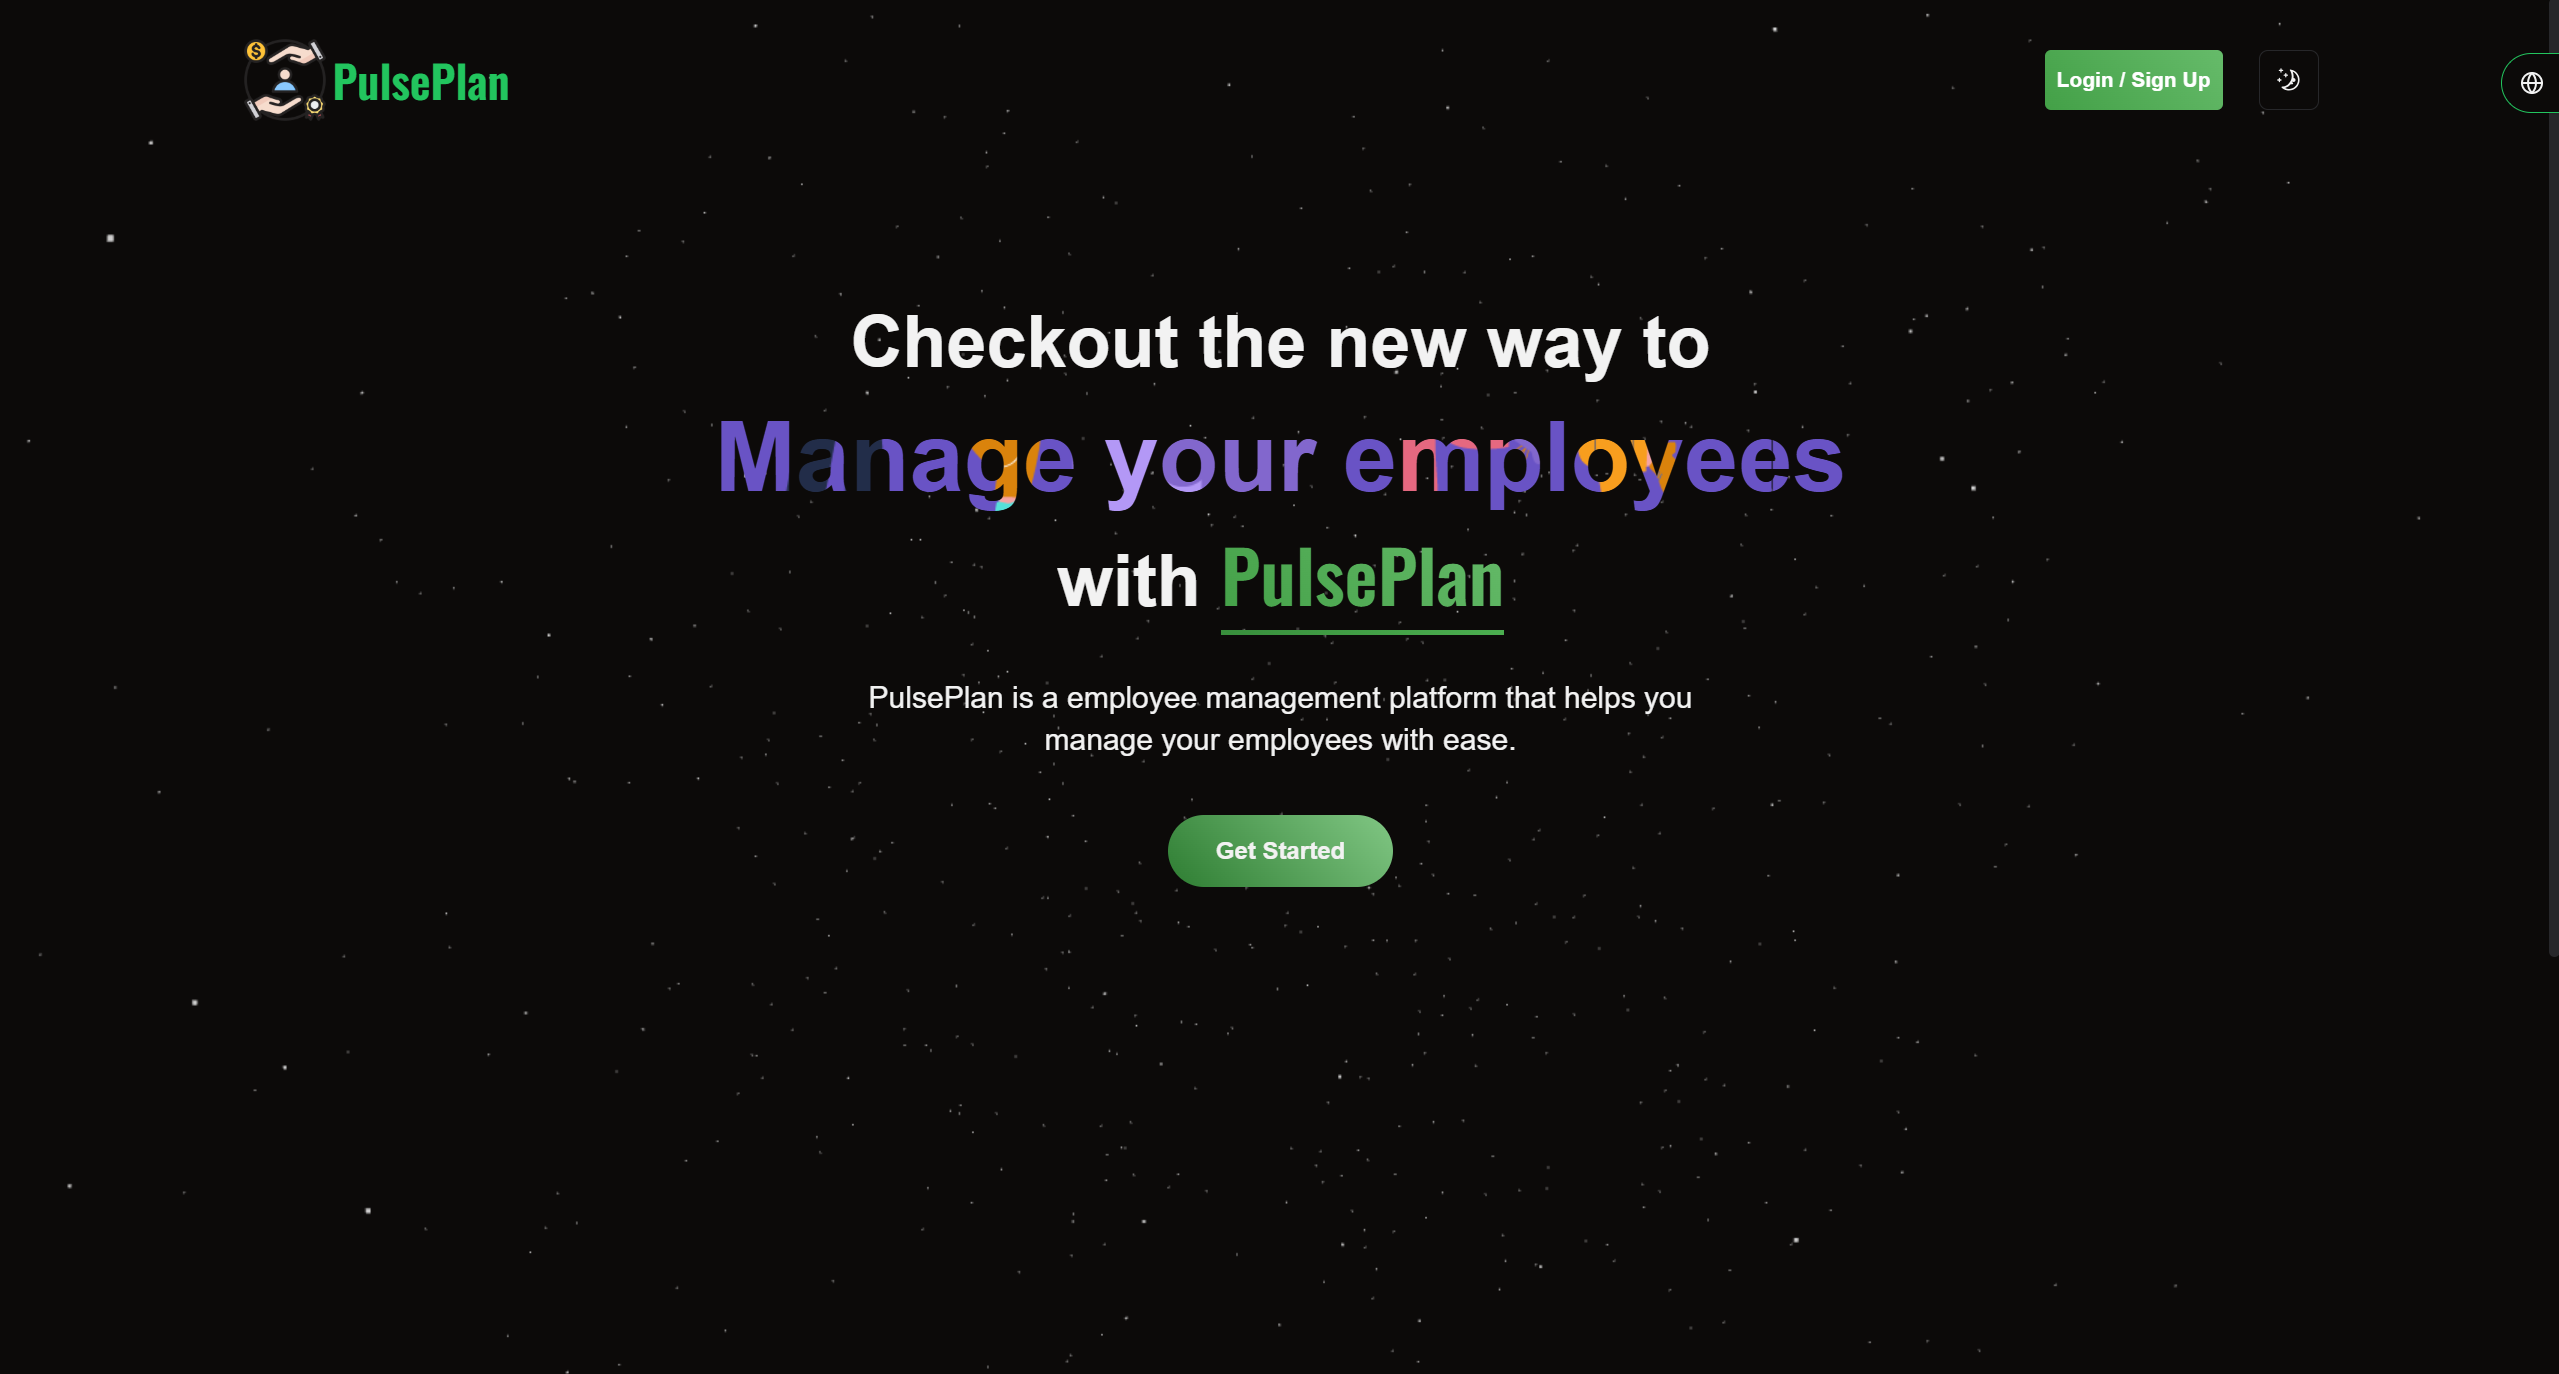 PulsePlan
Login / Sign Up
Checkout the new way to
Manage your employees
with PulsePlan
PulsePlan is a employee management platform that helps you
manage your employees with ease.
Get Started